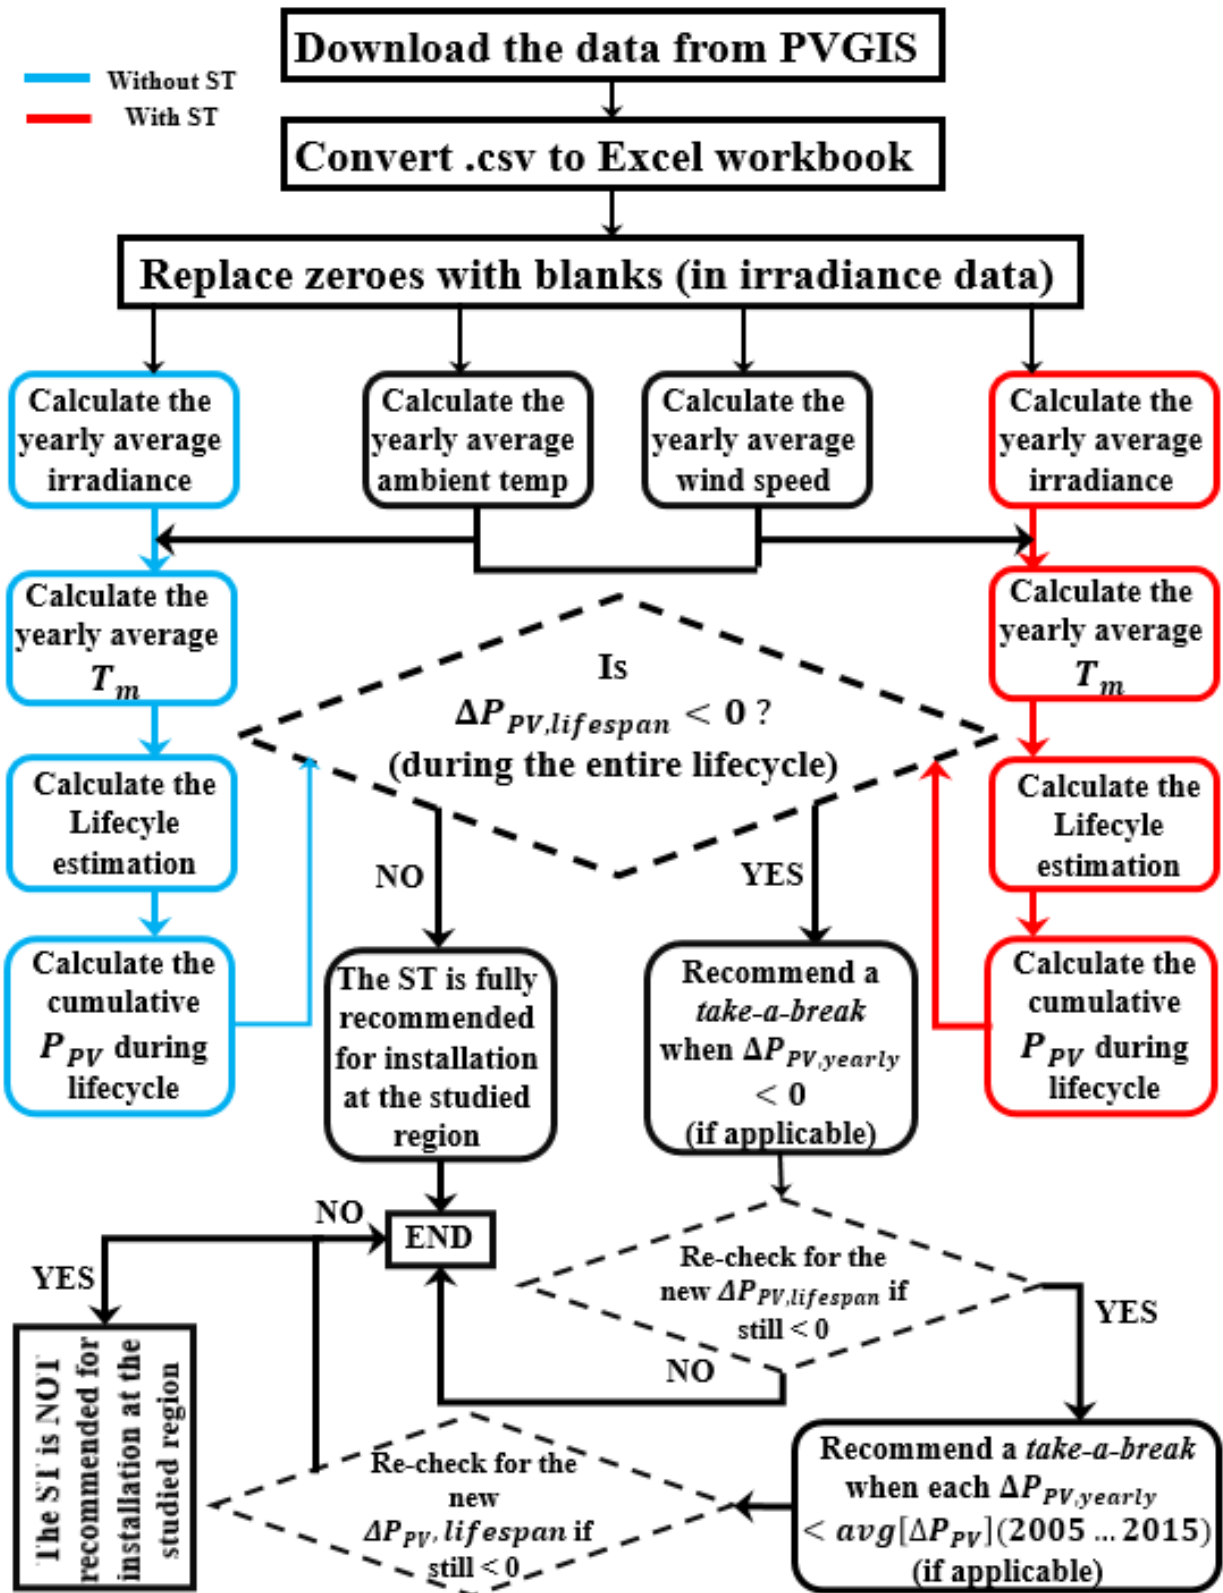 Download the data from PVGIS
Without ST
With ST
Convert .csv to Excel workbook
Replace zeroes with blanks (in irradiance data)
Calculate the
yearly average
irradiance
Calculate the
yearly average
ambient temp
Calculate the
yearly average
wind speed
Calculate the
yearly average
irradiance
Calculate the
yearly average
T_m
Is
ΔP_PV,lifespan < 0 ?
(during the entire lifecycle)
Calculate the
yearly average
T_m
Calculate the
Lifecyle
estimation
Calculate the
Lifecyle
estimation
NO
YES
Calculate the
cumulative
P_PV during
lifecycle
The ST is fully
recommended
for installation
at the studied
region
Recommend a
take-a-break
when ΔP_PV,yearly
< 0
(if applicable)
Calculate the
cumulative
P_PV during
lifecycle
NO
END
YES
Re-check for the
new ΔP_PV,lifespan if
still < 0
YES
NO
The ST is NOT
recommended for
installation at the
studied region
Re-check for the
new
ΔP_PV, lifespan if
still < 0
Recommend a take-a-break
when each ΔP_PV,yearly
< avg[ΔP_PV](2005 ... 2015)
(if applicable)